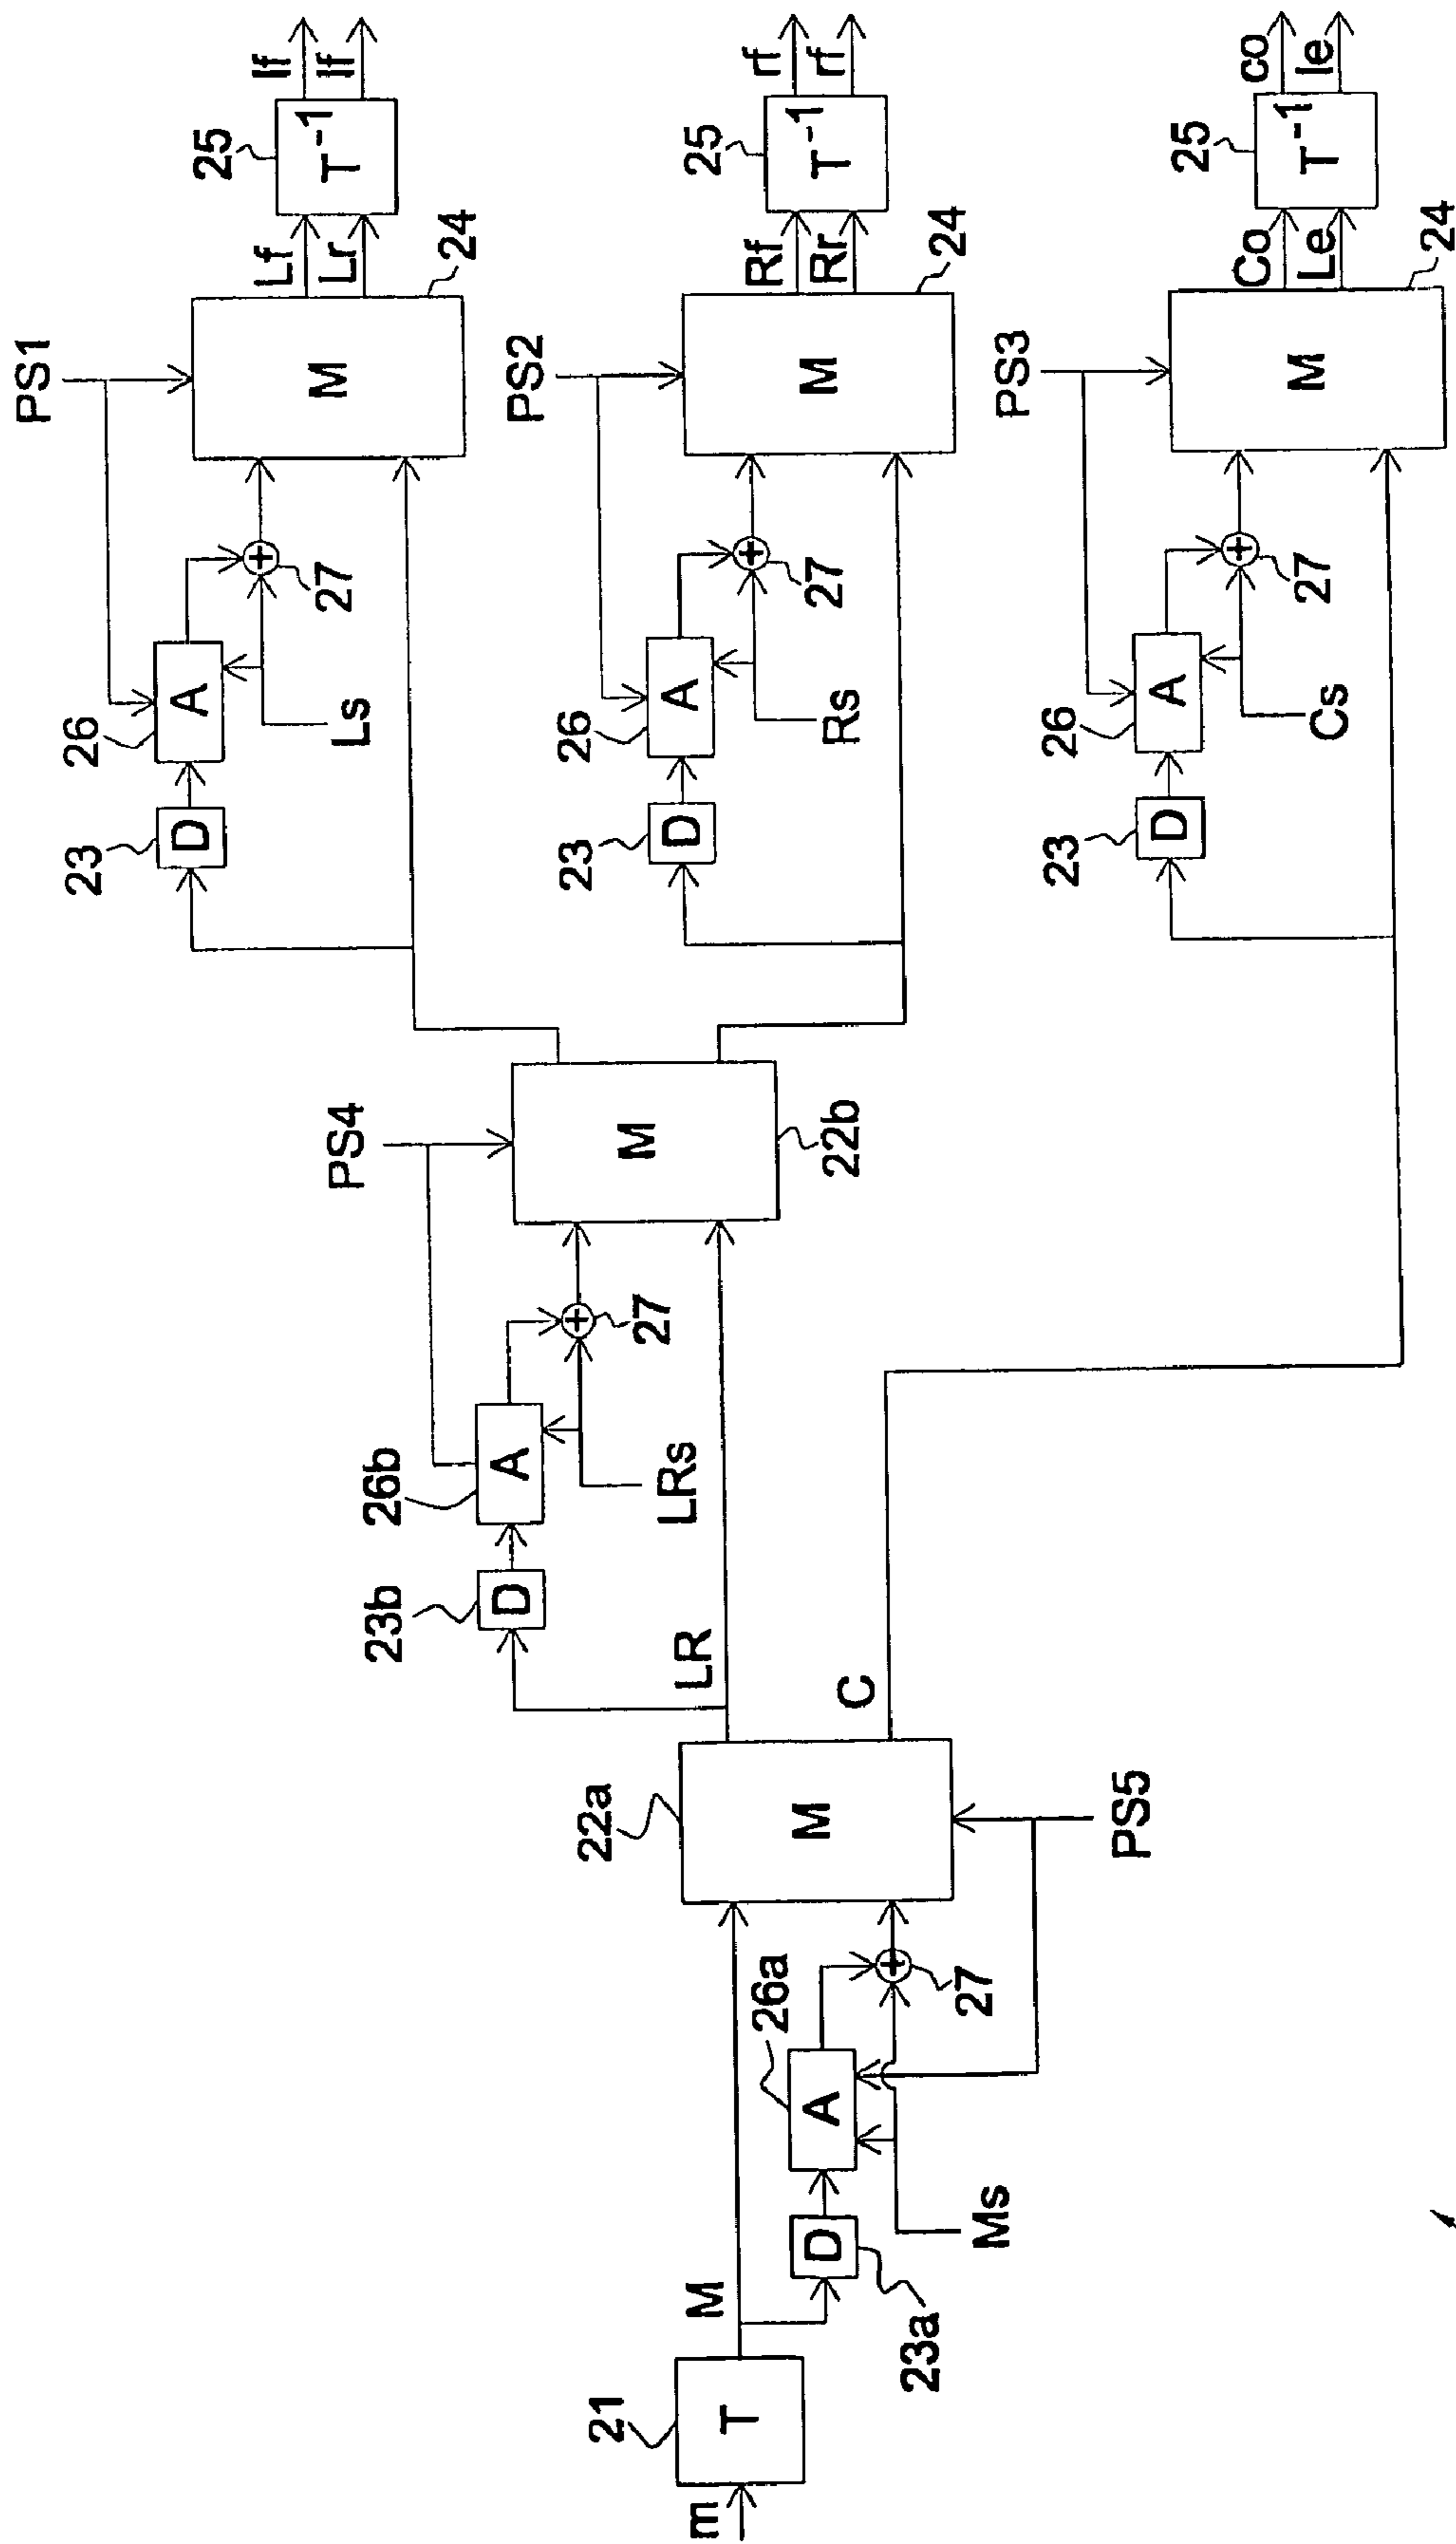 m
21
T
M
23a
D
Ms
A
26a
27
+
22a
M
PS5
LR
C
23b
D
26b
A
LRs
+
27
PS4
M
22b
23
D
26
A
Ls
+
27
PS1
M
24
Lf
Lr
25
T⁻¹
lf
lf
23
D
26
A
Rs
+
27
PS2
M
24
Rf
Rr
25
T⁻¹
rf
rf
23
D
26
A
Cs
+
27
PS3
M
24
Co
Le
25
T⁻¹
co
le